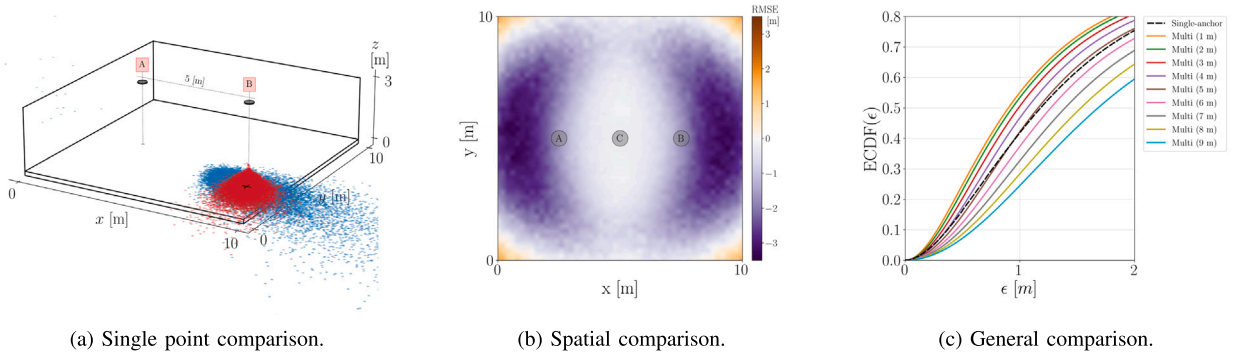 z
[m]
3
0
10
A
5 [m]
B
0
x [m]
10
0
y [m]
(a) Single point comparison.
RMSE
[m]
10
3
2
1
0
−1
−2
−3
y [m]
A
C
B
0
0
10
x [m]
(b) Spatial comparison.
0.8
0.7
0.6
0.5
0.4
0.3
0.2
0.1
0.0
ECDF(ϵ)
0
1
2
ϵ [m]
Single-anchor
Multi (1 m)
Multi (2 m)
Multi (3 m)
Multi (4 m)
Multi (5 m)
Multi (6 m)
Multi (7 m)
Multi (8 m)
Multi (9 m)
(c) General comparison.